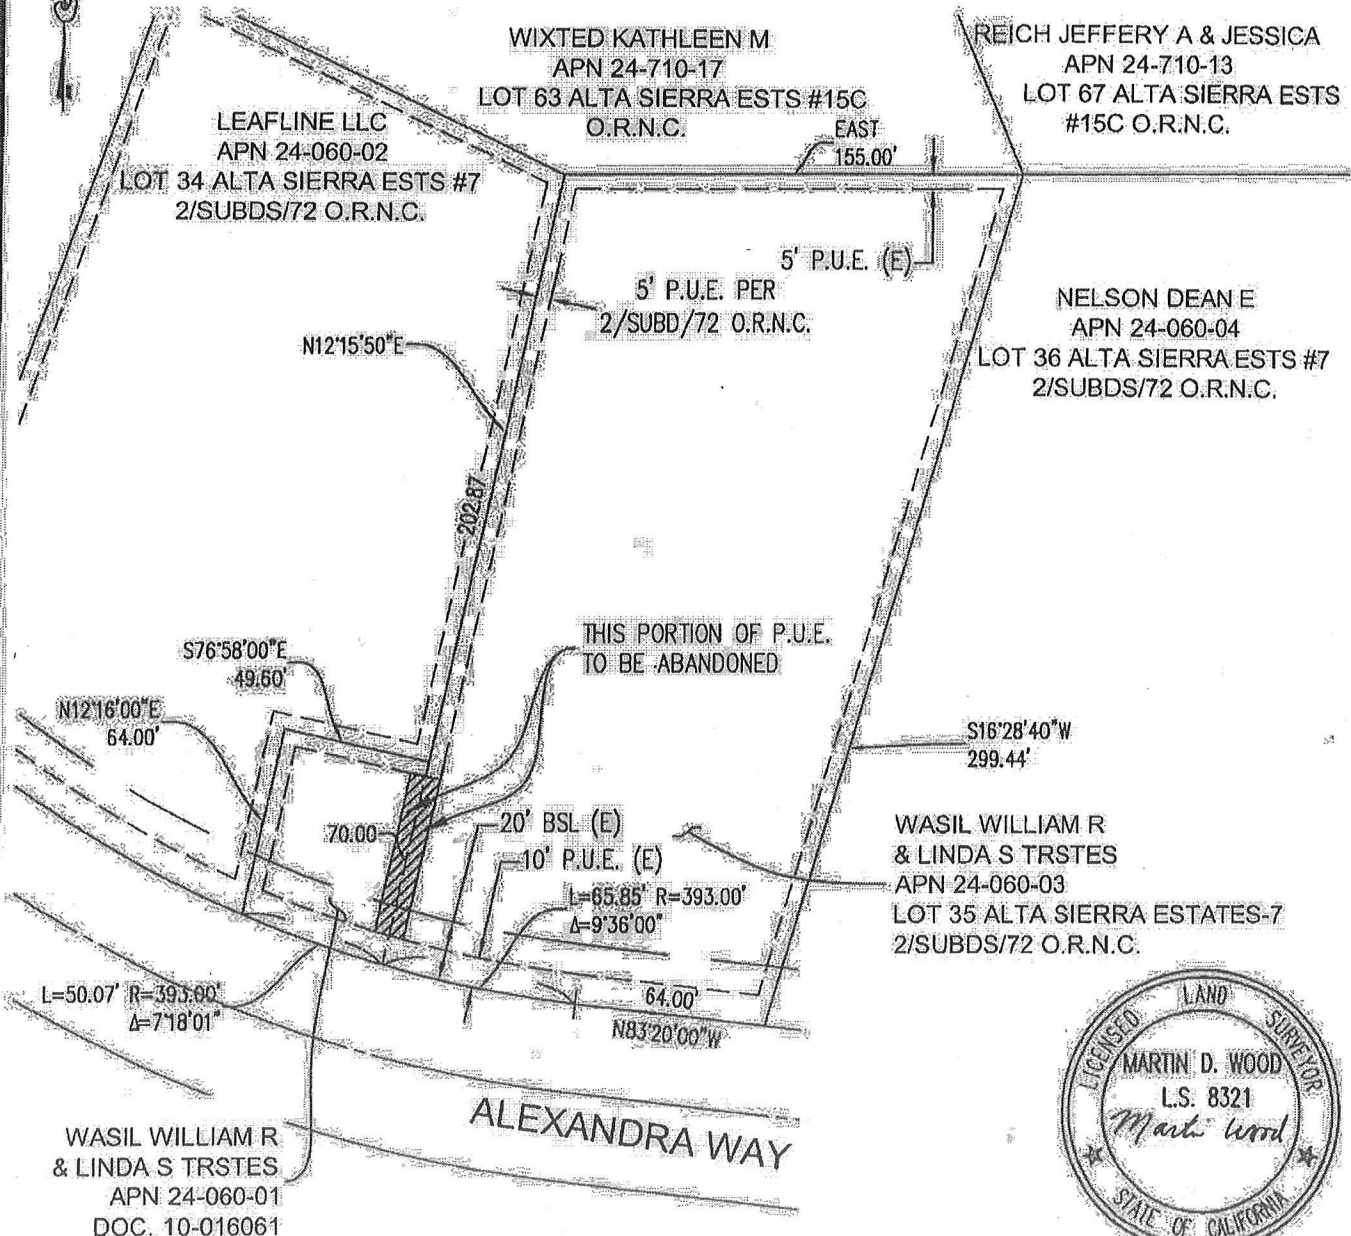 WIXTED KATHLEEN M
APN 24-710-17
LOT 63 ALTA SIERRA ESTS #15C
O.R.N.C.
REICH JEFFERY A & JESSICA
APN 24-710-13
LOT 67 ALTA SIERRA ESTS
#15C O.R.N.C.
LEAFLINE LLC
APN 24-060-02
LOT 34 ALTA SIERRA ESTS #7
2/SUBDS/72 O.R.N.C.
EAST
155.00'
5' P.U.E. (E)
5' P.U.E. PER
2/SUBD/72 O.R.N.C.
NELSON DEAN E
APN 24-060-04
LOT 36 ALTA SIERRA ESTS #7
2/SUBDS/72 O.R.N.C.
N12°15'50"E
202.87
THIS PORTION OF P.U.E.
TO BE ABANDONED
S76°58'00"E
49.60'
N12°16'00"E
64.00'
S16°28'40"W
299.44'
70.00
20' BSL (E)
10' P.U.E. (E)
L=65.85' R=393.00'
Δ=9°36'00"
WASIL WILLIAM R
& LINDA S TRSTES
APN 24-060-03
LOT 35 ALTA SIERRA ESTATES-7
2/SUBDS/72 O.R.N.C.
L=50.07' R=393.00'
Δ=7°18'01"
64.00'
N83°20'00"W
ALEXANDRA WAY
WASIL WILLIAM R
& LINDA S TRSTES
APN 24-060-01
DOC. 10-016061
LICENSED LAND SURVEYOR
MARTIN D. WOOD
L.S. 8321
Martin Wood
STATE OF CALIFORNIA